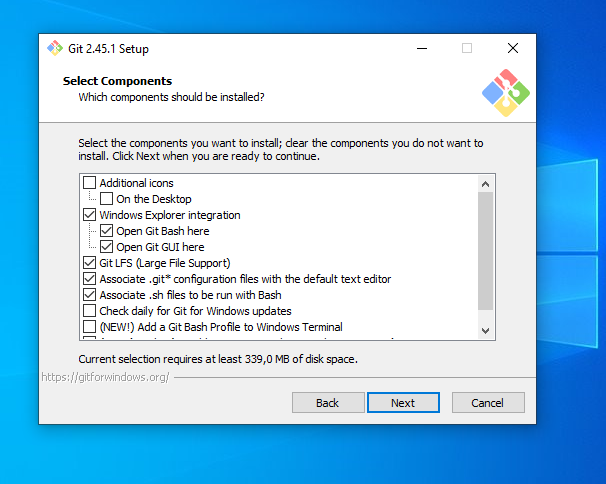 Git 2.45.1 Setup
Select Components
Which components should be installed?
Select the components you want to install; clear the components you do not want to
install. Click Next when you are ready to continue.
Additional icons
On the Desktop
Windows Explorer integration
Open Git Bash here
Open Git GUI here
Git LFS (Large File Support)
Associate .git* configuration files with the default text editor
Associate .sh files to be run with Bash
Check daily for Git for Windows updates
(NEW!) Add a Git Bash Profile to Windows Terminal
Current selection requires at least 339,0 MB of disk space.
https://gitforwindows.org/
Back
Next
Cancel